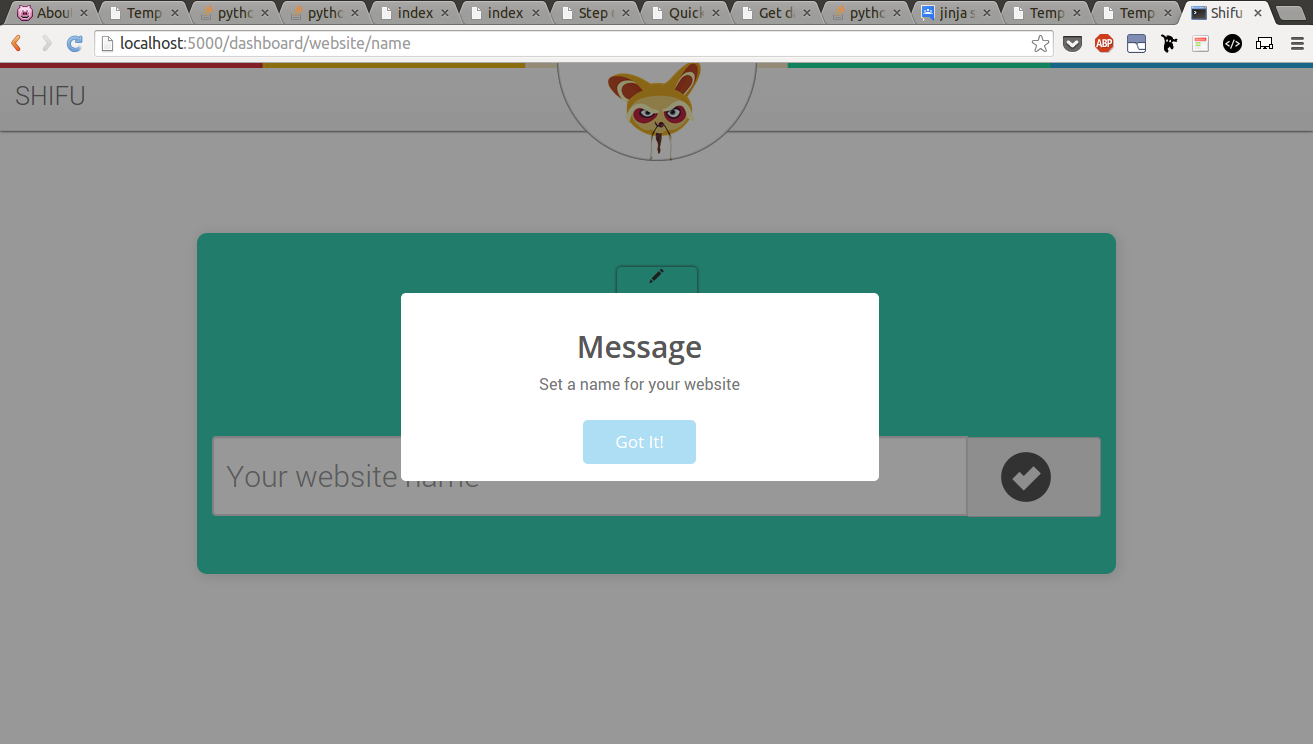 Abou
Temp
pytho
pytho
index
index
Step
Quick
Get d
pytho
jinja s
Temp
Temp
Shifu
localhost:5000/dashboard/website/name
ABP
SHIFU
Message
Set a name for your website
Got It!
Your website name